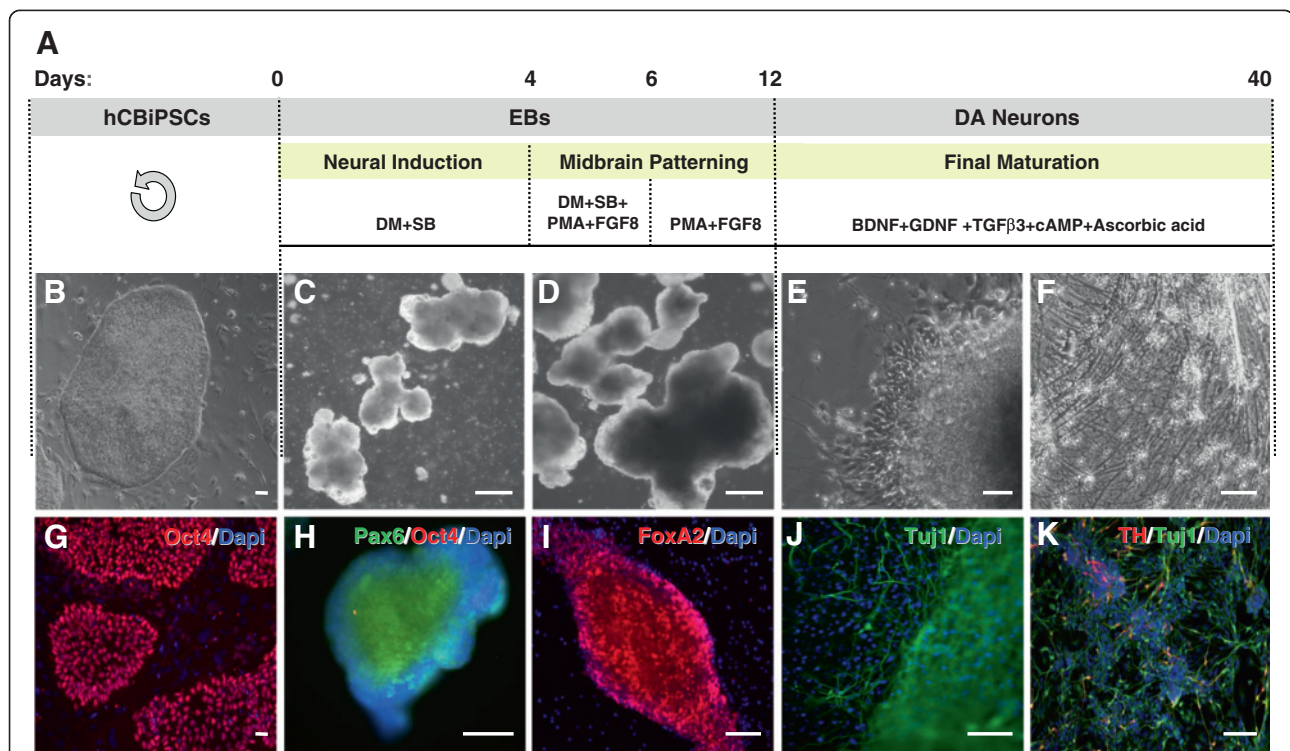 A
Days: 0 4 6 12 40
hCBiPSCs EBs DA Neurons
Neural Induction Midbrain Patterning Final Maturation
DM+SB DM+SB+ PMA+FGF8 PMA+FGF8 BDNF+GDNF +TGFβ3+cAMP+Ascorbic acid
B C D E F
G Oct4/Dapi H Pax6/Oct4/Dapi I FoxA2/Dapi J Tuj1/Dapi K TH/Tuj1/Dapi